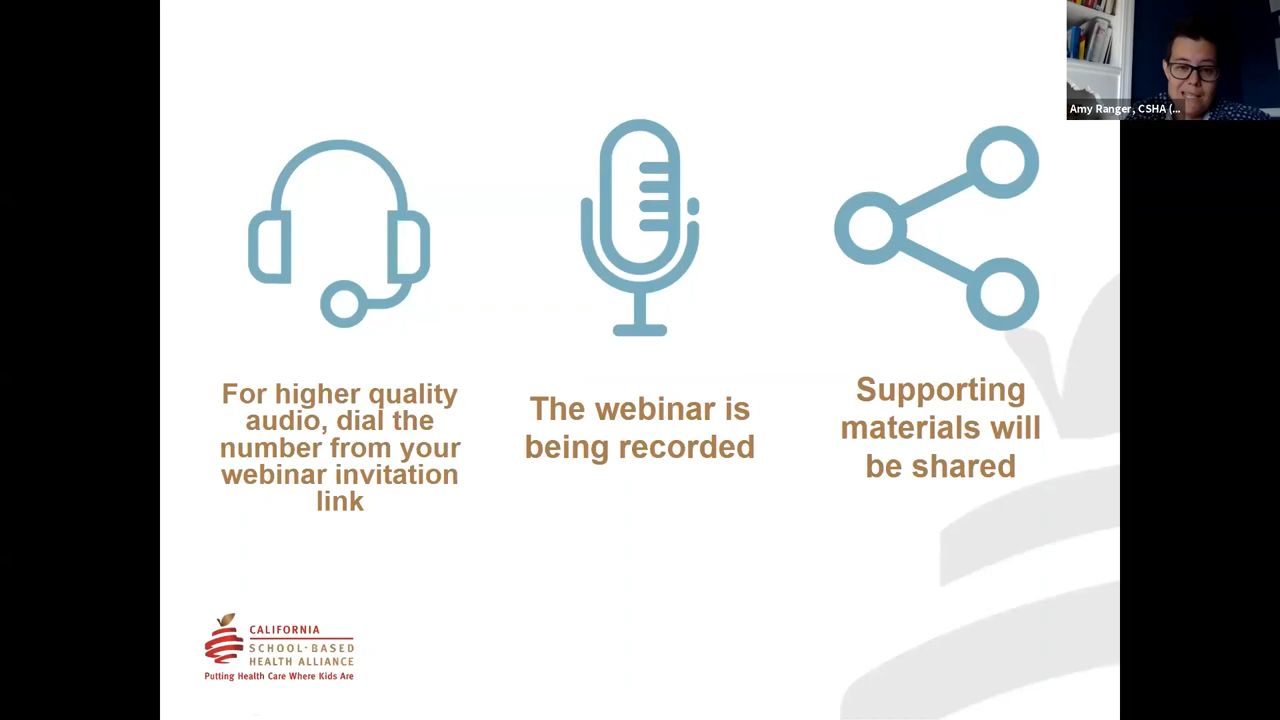 Amy Ranger, CSHA (...
For higher quality
audio, dial the
number from your
webinar invitation
link
The webinar is
being recorded
Supporting
materials will
be shared
CALIFORNIA
SCHOOL-BASED
HEALTH ALLIANCE
Putting Health Care Where Kids Are